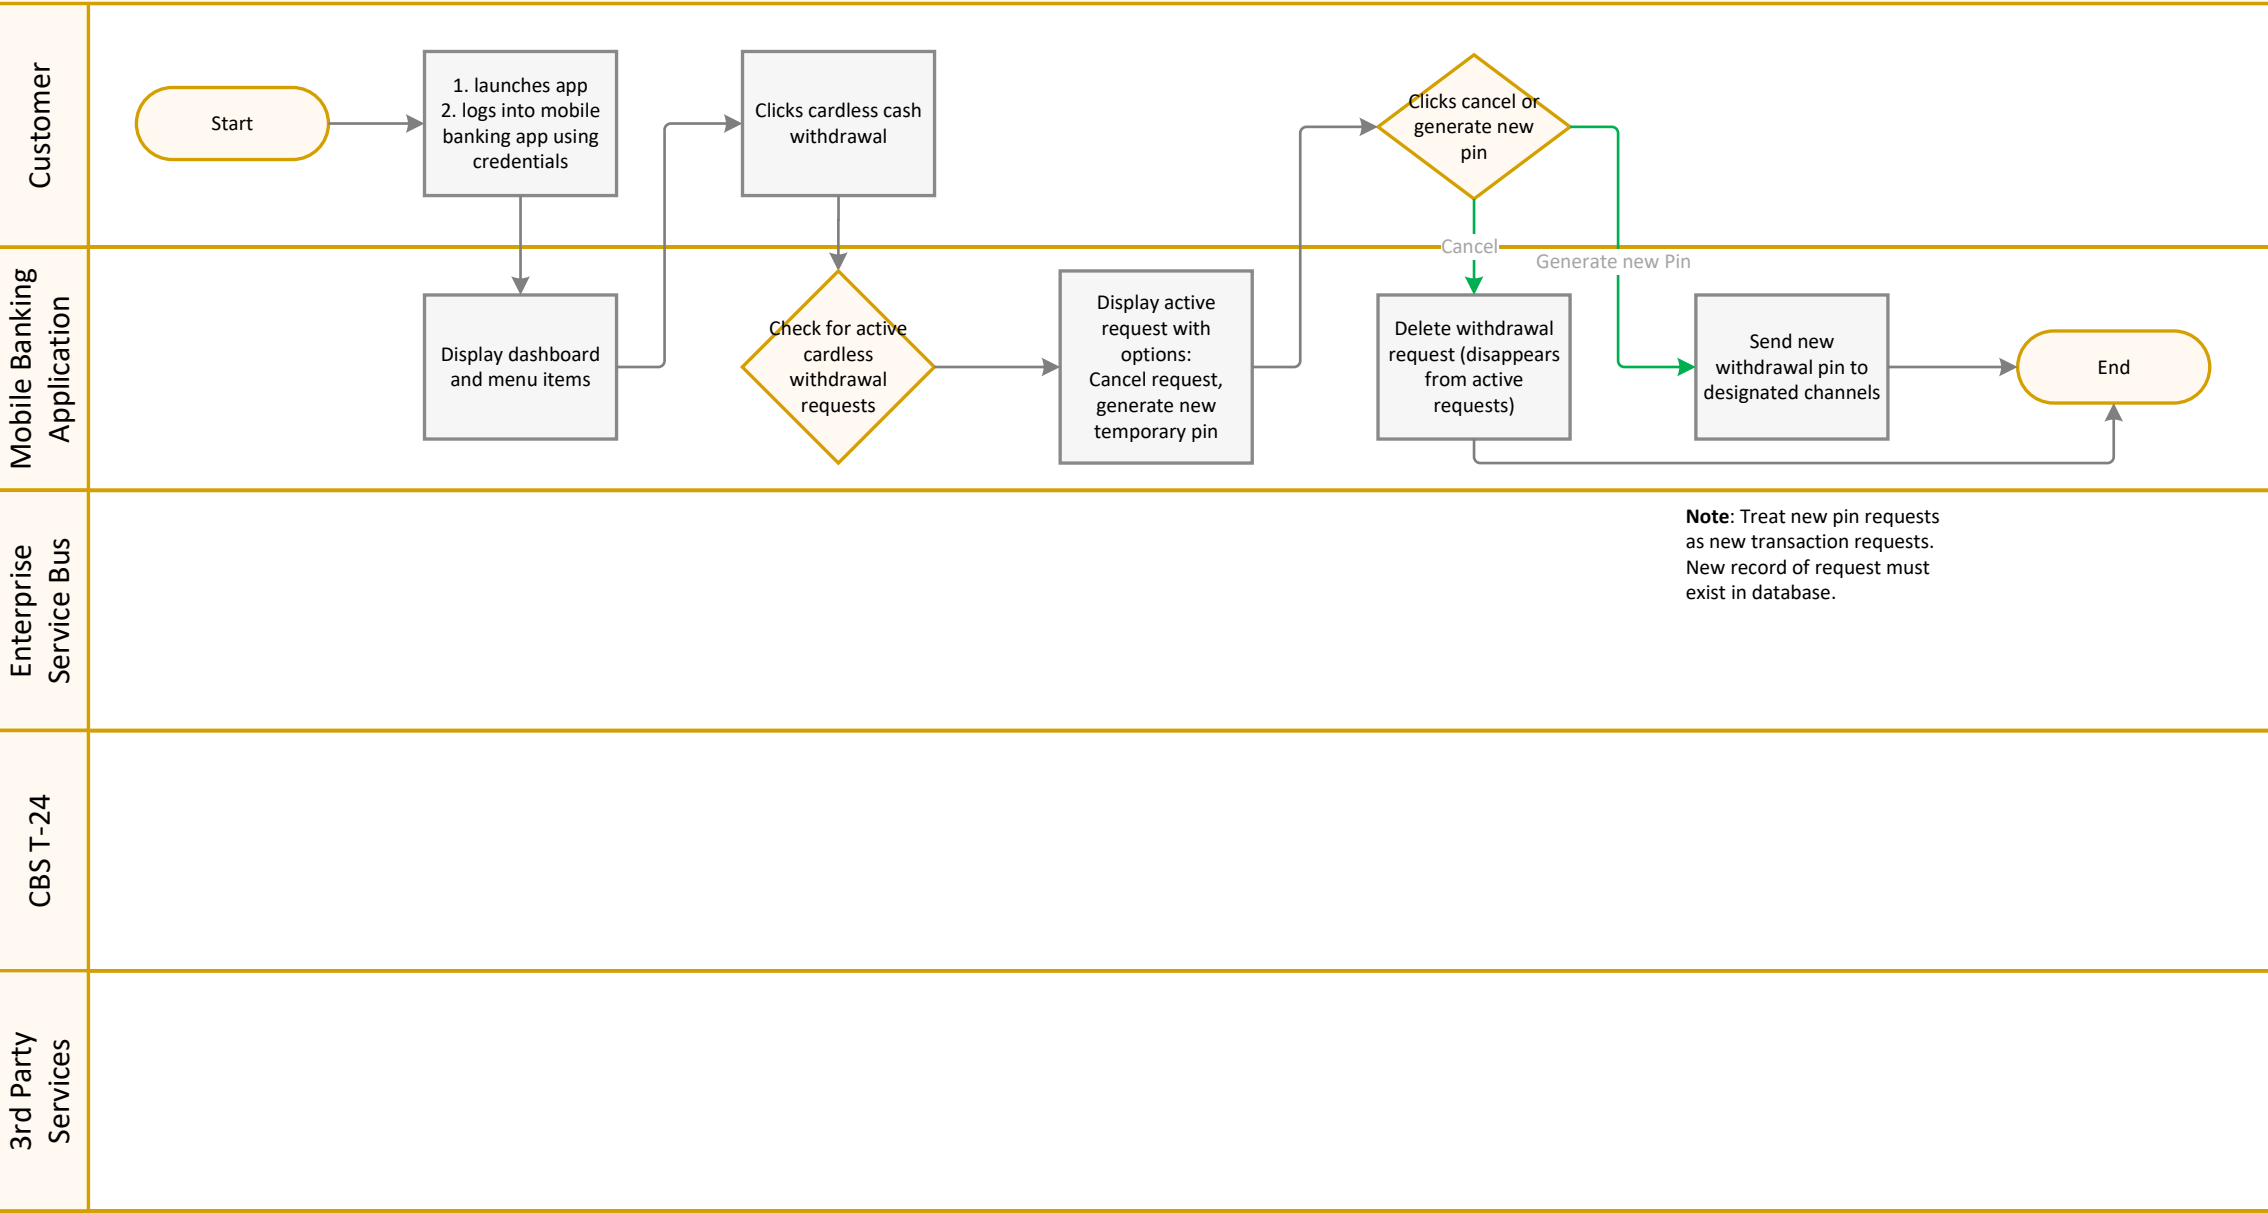 Customer
Start
1. launches app
2. logs into mobile
banking app using
credentials
Clicks cardless cash
withdrawal
Clicks cancel or
generate new
pin
Cancel
Generate new Pin
Mobile Banking
Application
Display dashboard
and menu items
Check for active
cardless
withdrawal
requests
Display active
request with
options:
Cancel request,
generate new
temporary pin
Delete withdrawal
request (disappears
from active
requests)
Send new
withdrawal pin to
designated channels
End
Enterprise
Service Bus
Note: Treat new pin requests
as new transaction requests.
New record of request must
exist in database.
CBS T-24
3rd Party
Services